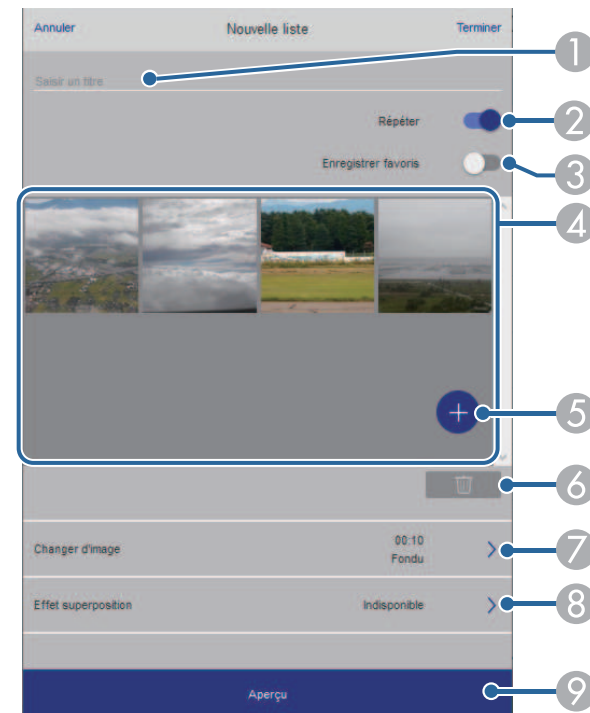 Annuler Nouvelle liste Terminer
1
Saisir un titre
Répéter
2
Enregistrer favoris
3
4
+
5
6
Changer d'image
00:10
Fondu
7
Effet superposition Indisponible
8
Aperçu
9